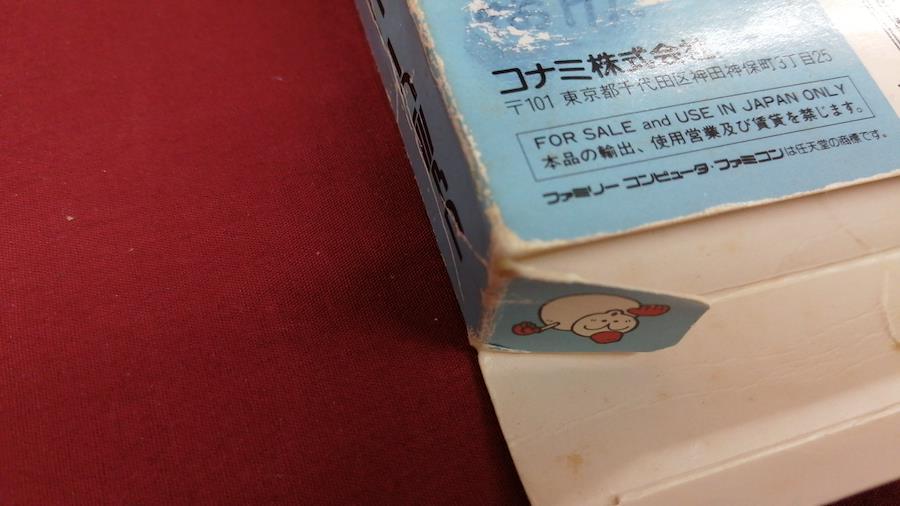 コナミ株式会社
〒101 東京都千代田区神田神保町3丁目25
FOR SALE and USE IN JAPAN ONLY
本品の輸出、使用営業及び賃貸を禁じます。
ファミリー コンピュータ・ファミコンは任天堂の商標です。